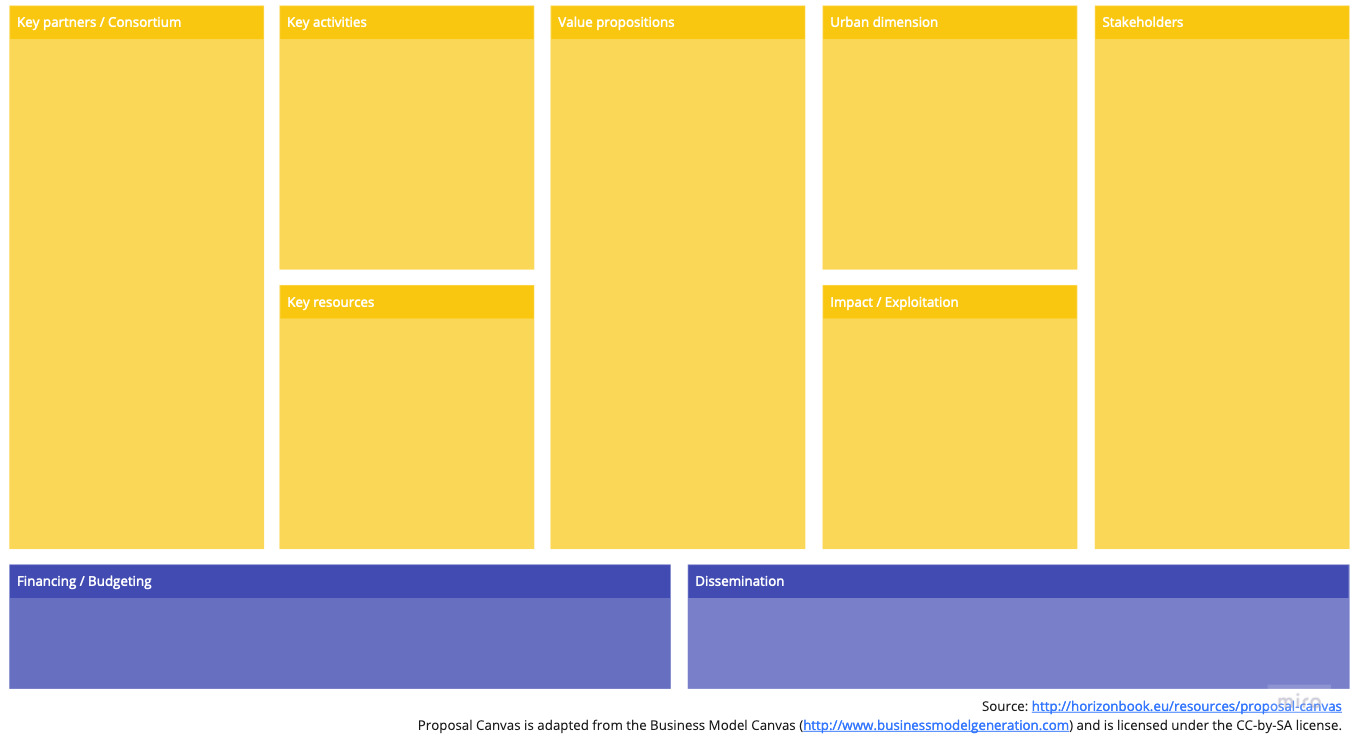 Key partners / Consortium
Key activities
Value propositions
Urban dimension
Stakeholders
Key resources
Impact / Exploitation
Financing / Budgeting
Dissemination
miro
Source: http://horizonbook.eu/resources/proposal-canvas
Proposal Canvas is adapted from the Business Model Canvas (http://www.businessmodelgeneration.com) and is licensed under the CC-by-SA license.